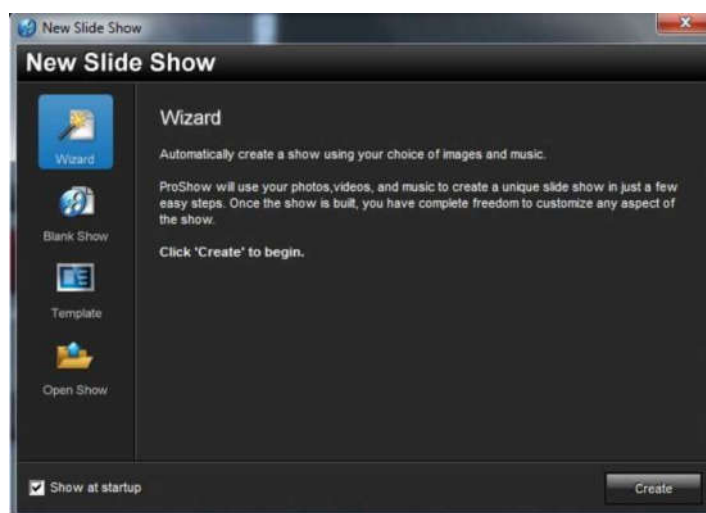 New Slide Show
New Slide Show
Wizard
Wizard
Automatically create a show using your choice of images and music.
ProShow will use your photos,videos, and music to create a unique slide show in just a few
easy steps. Once the show is built, you have complete freedom to customize any aspect of
the show.
Click 'Create' to begin.
Blank Show
Template
Open Show
Show at startup
Create